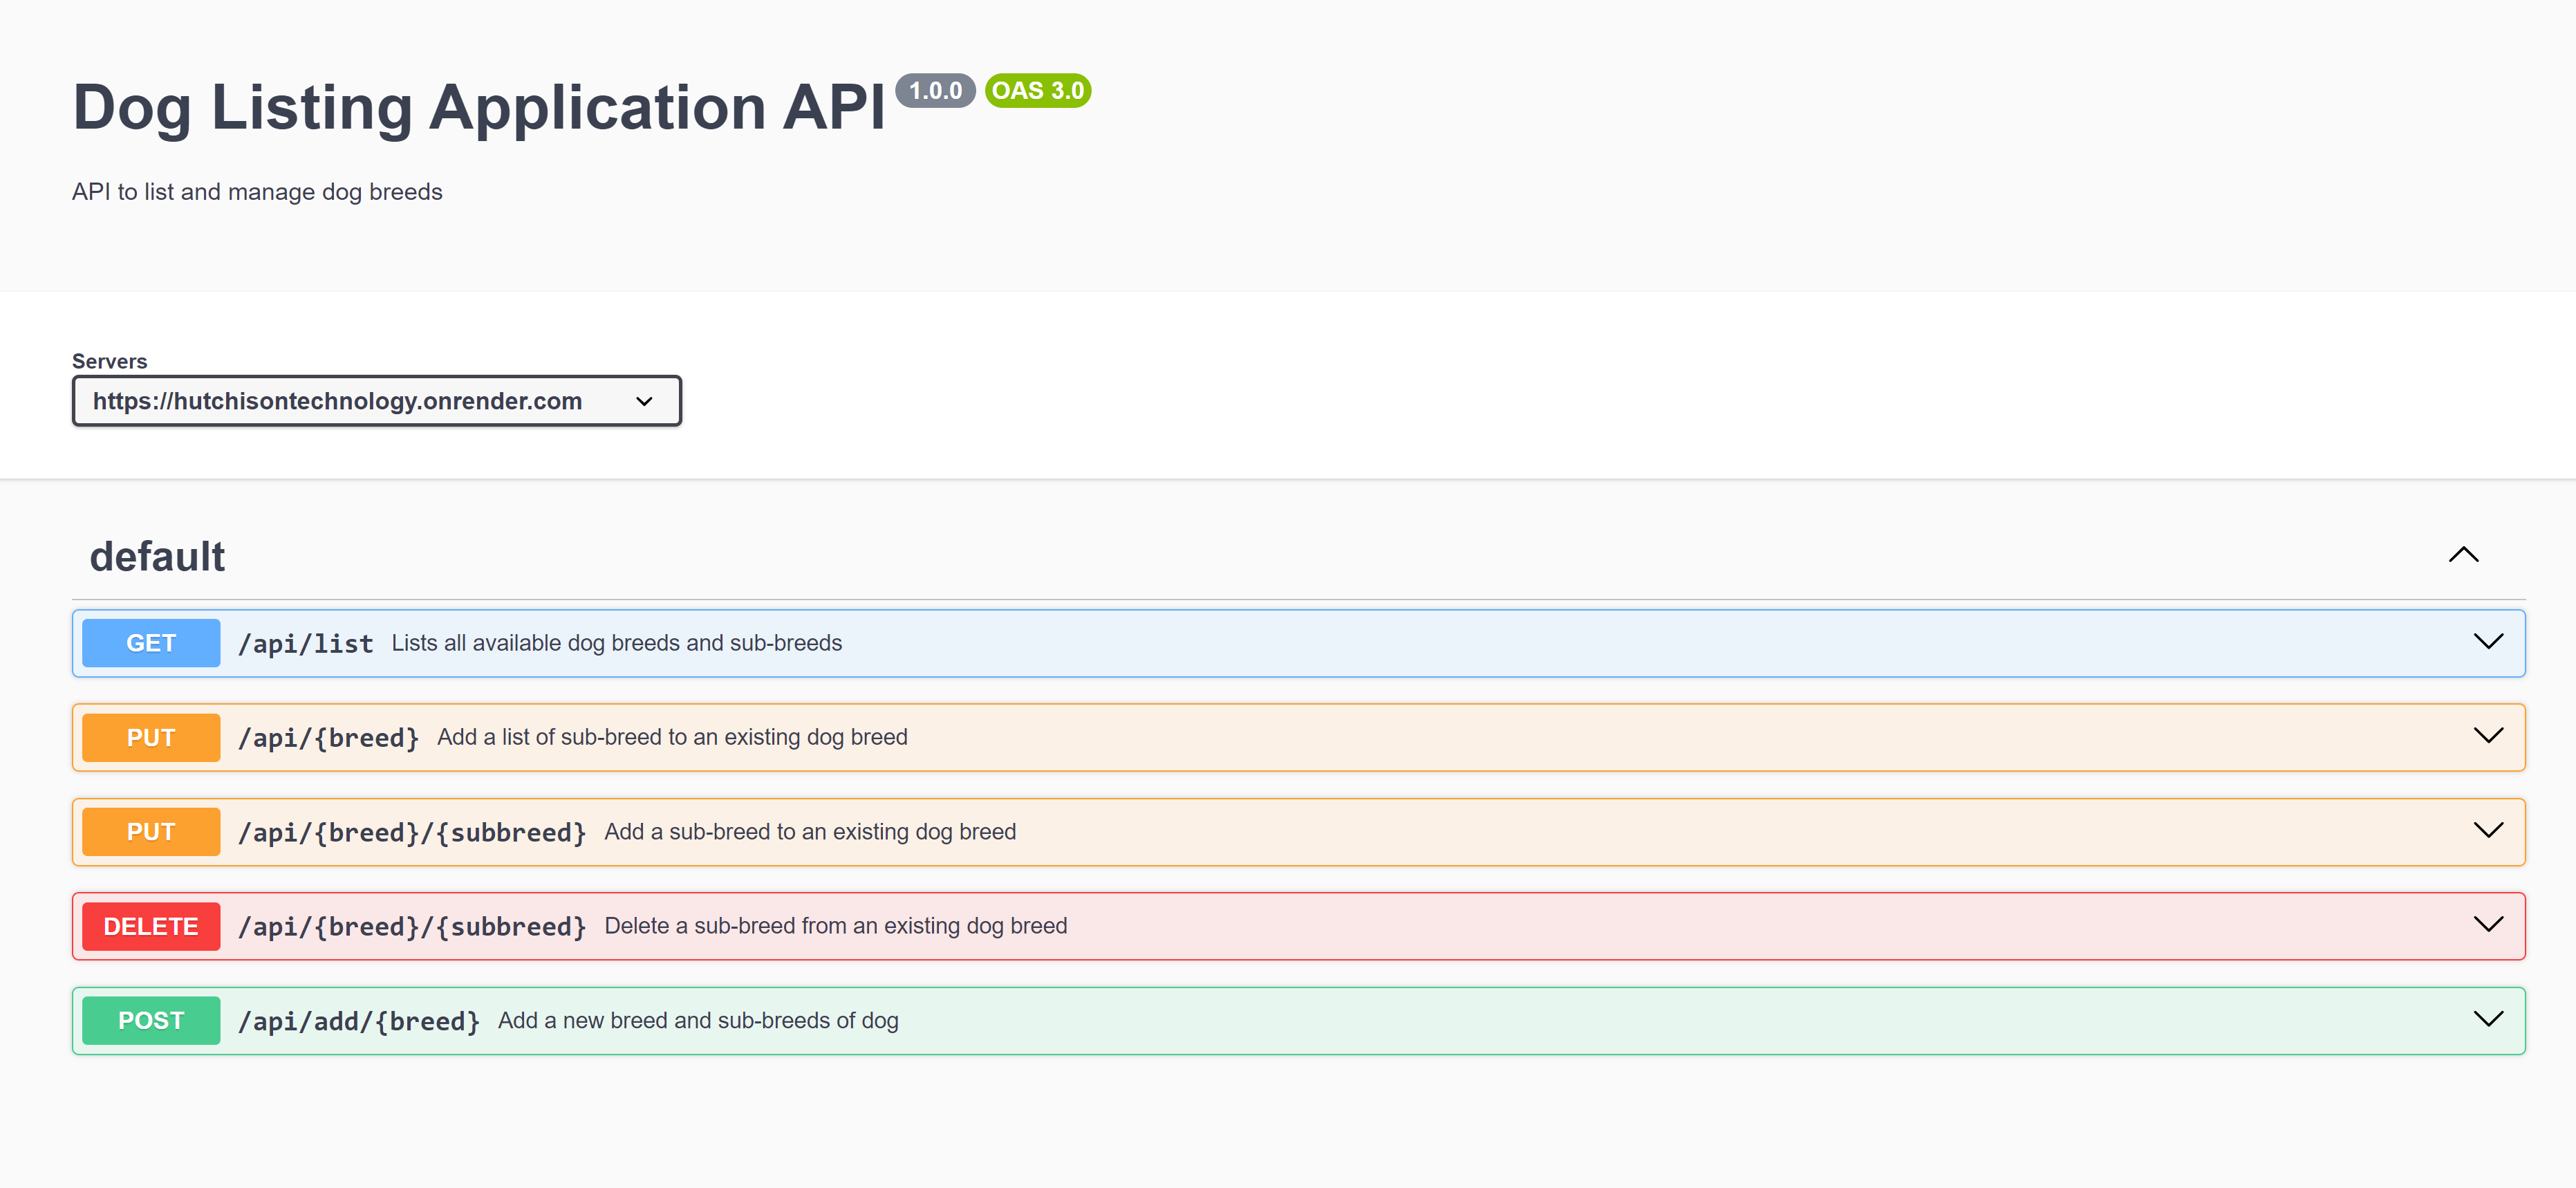 Dog Listing Application API 1.0.0 OAS 3.0
API to list and manage dog breeds
Servers
https://hutchisontechnology.onrender.com
default
GET /api/list Lists all available dog breeds and sub-breeds
PUT /api/{breed} Add a list of sub-breed to an existing dog breed
PUT /api/{breed}/{subbreed} Add a sub-breed to an existing dog breed
DELETE /api/{breed}/{subbreed} Delete a sub-breed from an existing dog breed
POST /api/add/{breed} Add a new breed and sub-breeds of dog